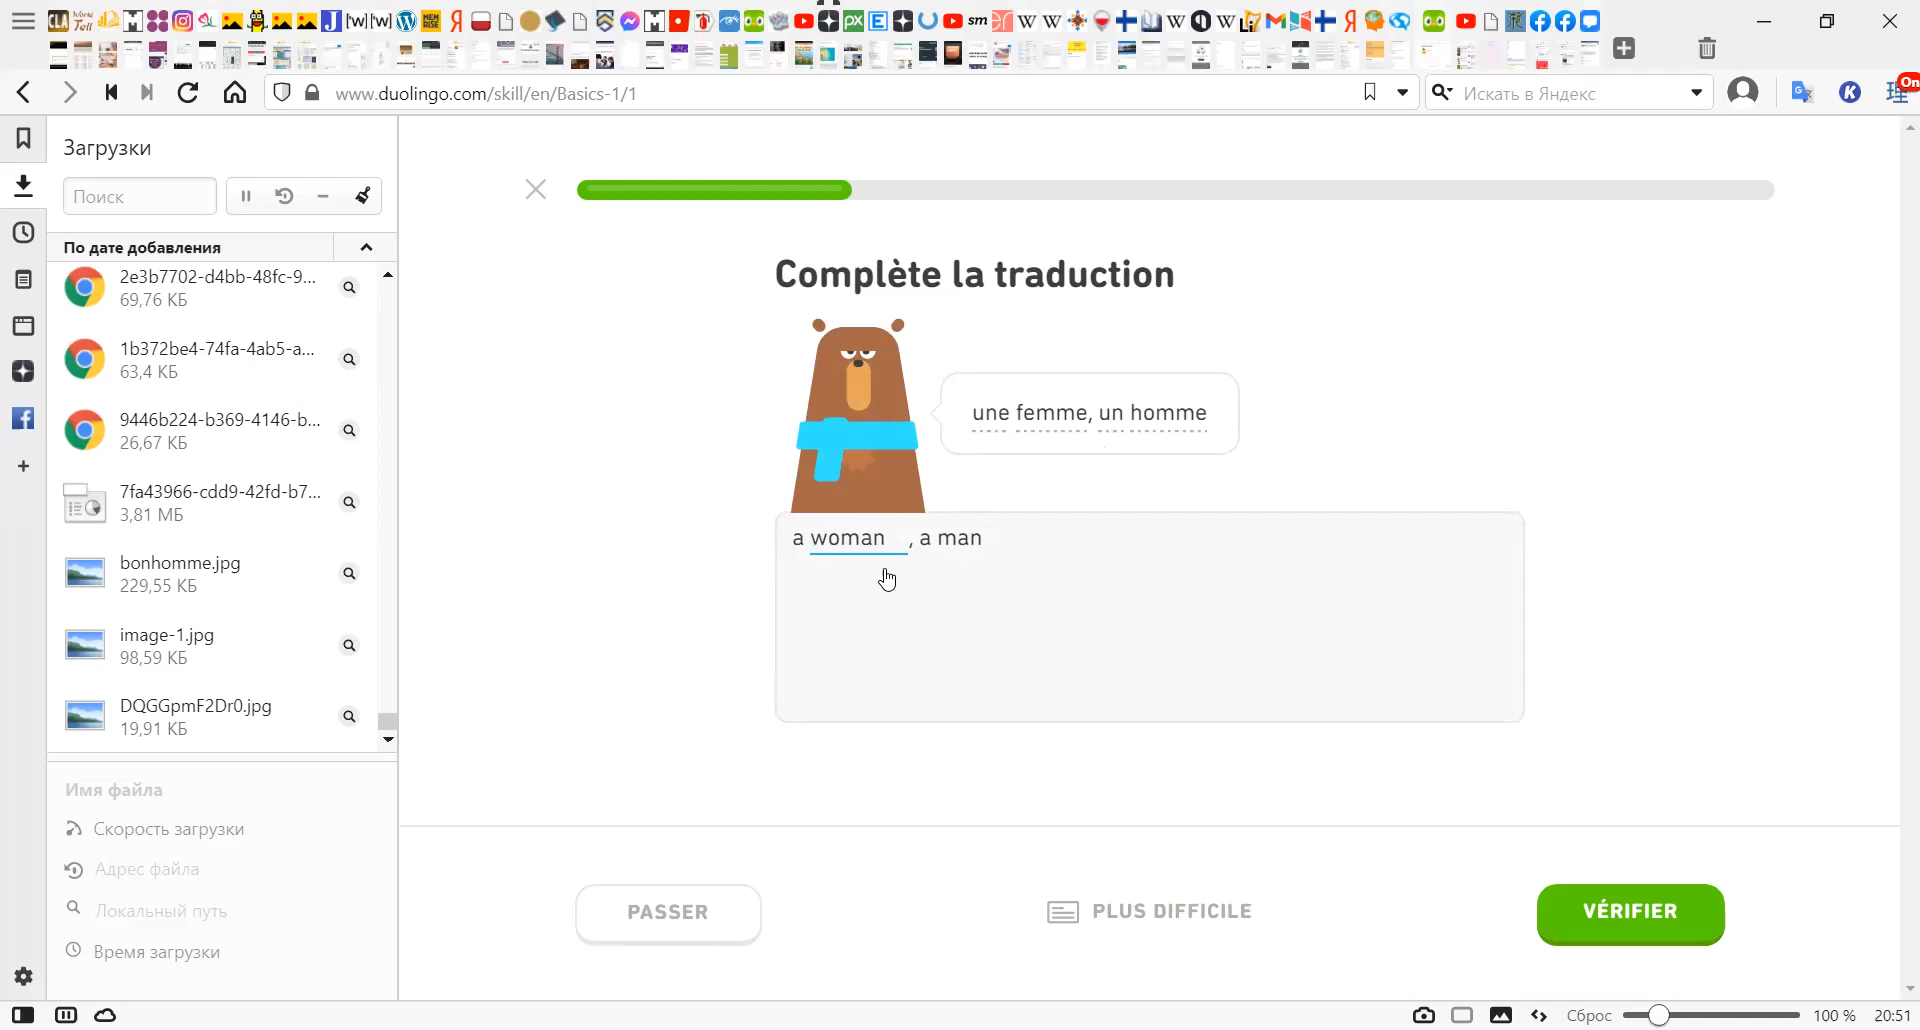 www.duolingo.com/skill/en/Basics-1/1
Искать в Яндекс
On
Загрузки
Поиск
По дате добавления
2e3b7702-d4bb-48fc-9...
69,76 КБ
1b372be4-74fa-4ab5-a...
63,4 КБ
9446b224-b369-4146-b...
26,67 КБ
7fa43966-cdd9-42fd-b7...
3,81 МБ
bonhomme.jpg
229,55 КБ
image-1.jpg
98,59 КБ
DQGGpmF2Dr0.jpg
19,91 КБ
Имя файла
Скорость загрузки
Адрес файла
Локальный путь
Время загрузки
Complète la traduction
une femme, un homme
a woman , a man
PASSER
PLUS DIFFICILE
VÉRIFIER
Сброс
100 %
20:51